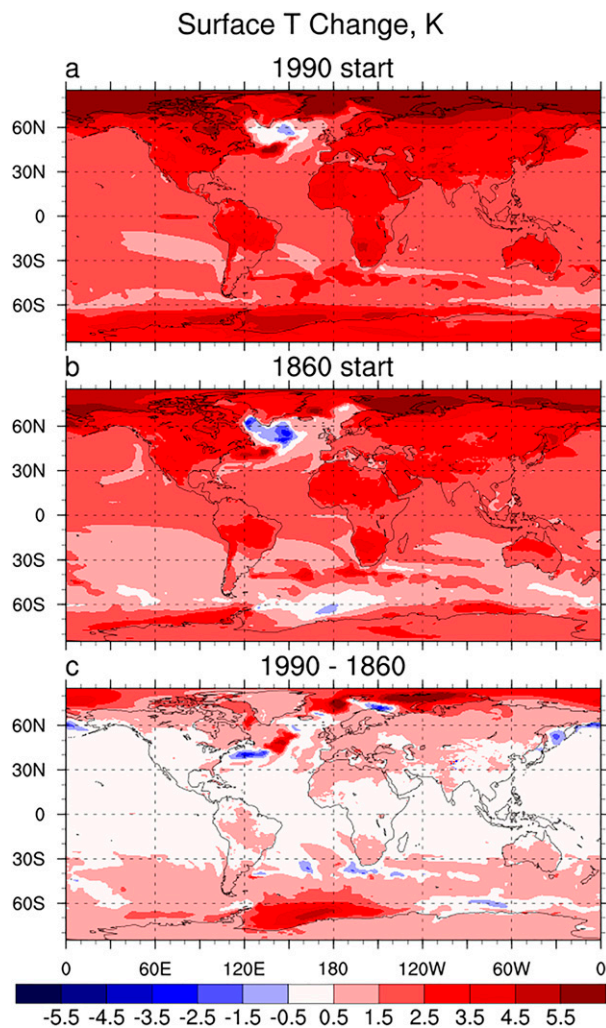 Surface T Change, K
a 1990 start
60N
30N
0
30S
60S
b 1860 start
60N
30N
0
30S
60S
c 1990 - 1860
60N
30N
0
30S
60S
0 60E 120E 180 120W 60W 0
-5.5 -4.5 -3.5 -2.5 -1.5 -0.5 0.5 1.5 2.5 3.5 4.5 5.5